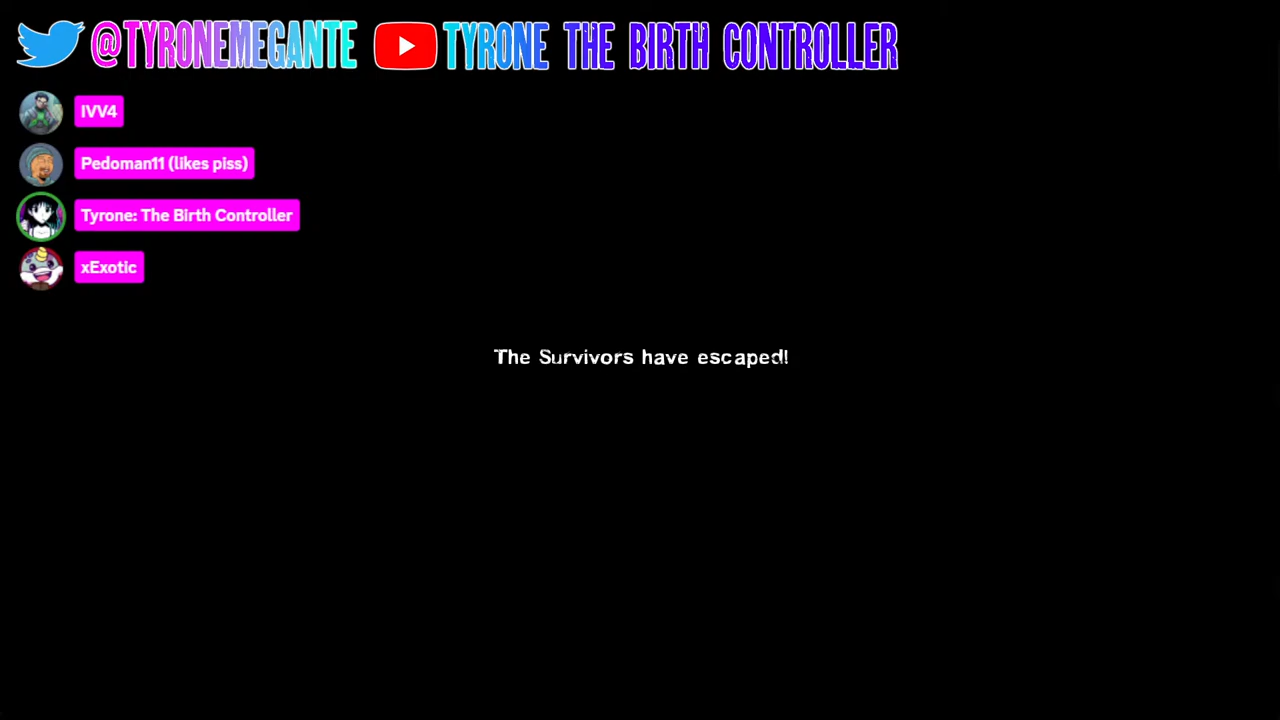 @TYRONEMEGANTE TYRONE THE BIRTH CONTROLLER
IVV4
Pedoman11 (likes piss)
Tyrone: The Birth Controller
xExotic
The Survivors have escaped!